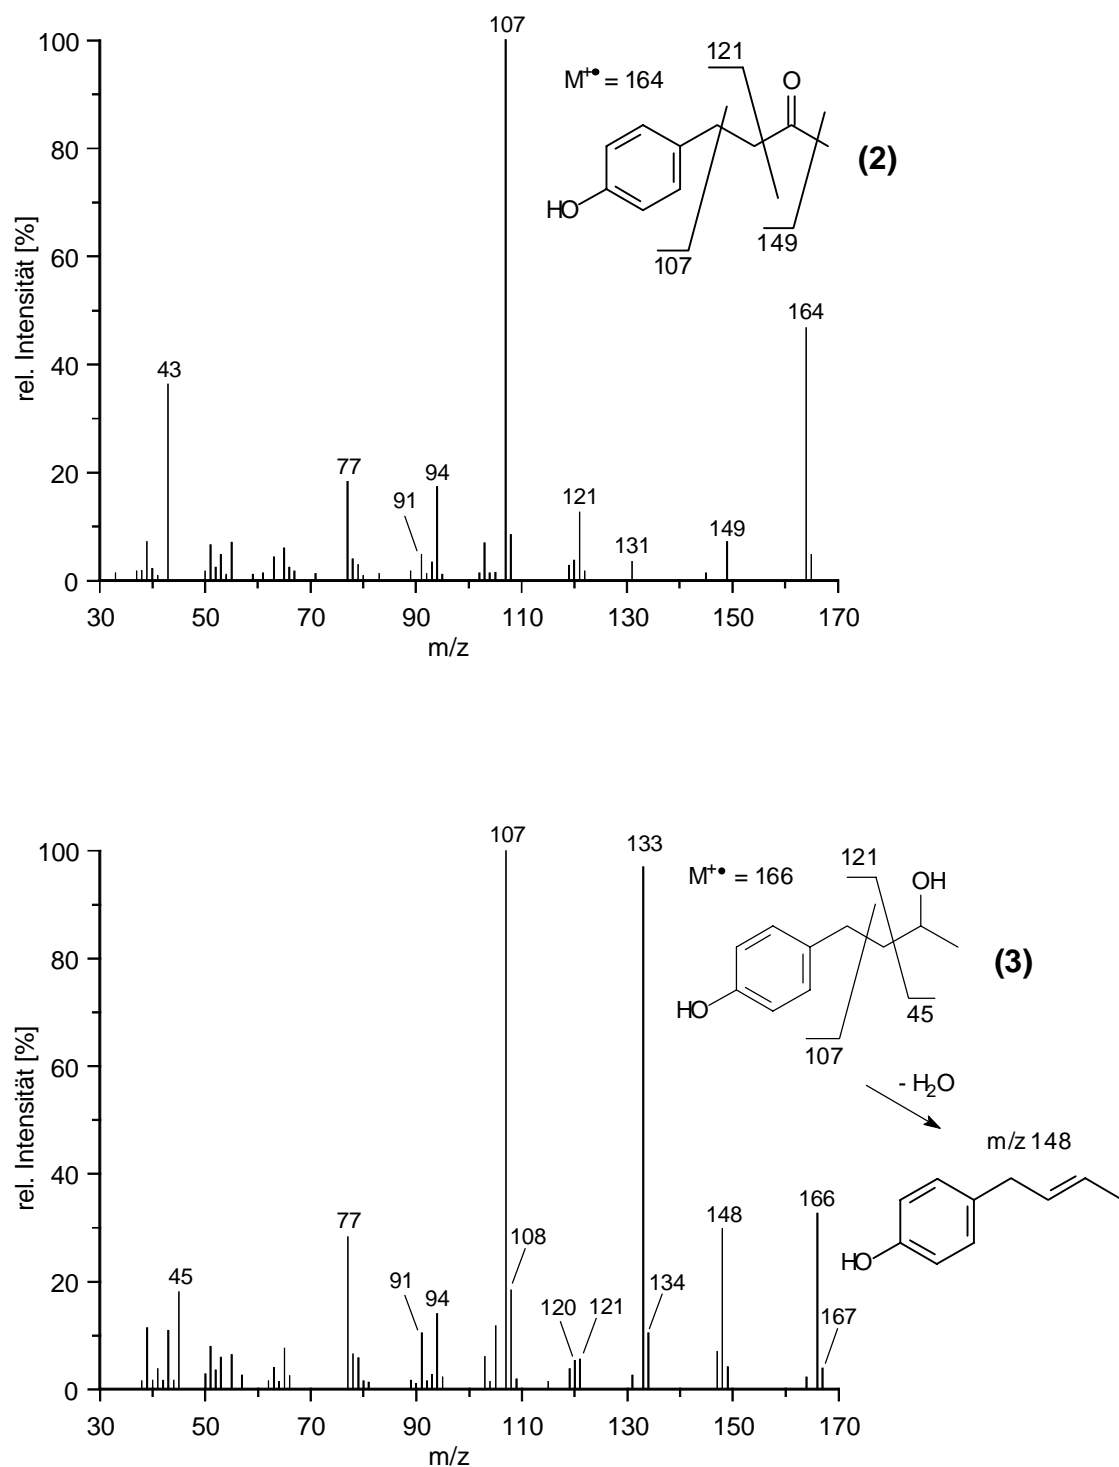 107
100
80
60
40
20
0
rel. Intensität [%]
M+• = 164
121
O
(2)
HO
149
107
164
43
77
91
94
121
131
149
30 50 70 90 110 130 150 170
m/z
107
133
100
80
60
40
20
0
rel. Intensität [%]
M+• = 166
121
OH
(3)
HO
45
107
- H2O
m/z 148
HO
166
148
77
108
45
91
94
120
121
134
167
30 50 70 90 110 130 150 170
m/z